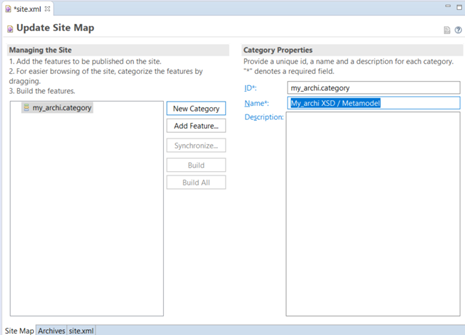 *site.xml
Update Site Map
Managing the Site
1. Add the features to be published on the site.
2. For easier browsing of the site, categorize the features by
dragging.
3. Build the features.
my_archi.category
New Category
Add Feature...
Synchronize...
Build
Build All
Category Properties
Provide a unique id, a name and a description for each category.
"*" denotes a required field.
ID*:
my_archi.category
Name*:
My_archi XSD / Metamodel
Description:
Site Map
Archives
site.xml